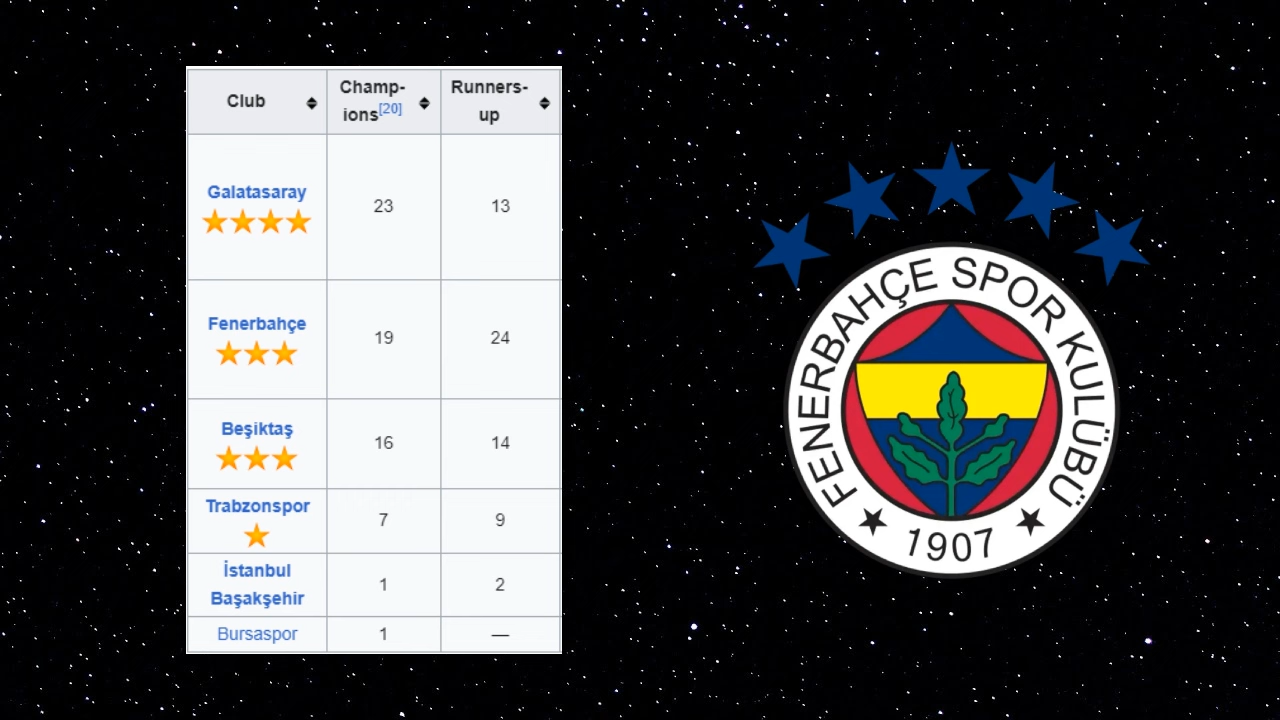 Club
Champ-
ions[20]
Runners-
up
Galatasaray
23
13
Fenerbahçe
19
24
Beşiktaş
16
14
Trabzonspor
7
9
İstanbul
Başakşehir
1
2
Bursaspor
1
—
FENERBAHÇE SPOR KULÜBÜ
1907